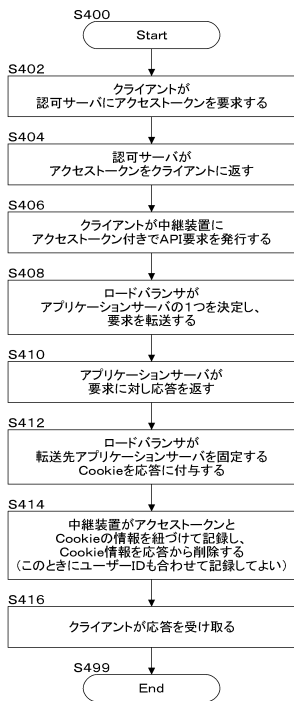 S400
Start
S402
クライアントが
認可サーバにアクセストークンを要求する
S404
認可サーバが
アクセストークンをクライアントに返す
S406
クライアントが中継装置に
アクセストークン付きでAPI要求を発行する
S408
ロードバランサが
アプリケーションサーバの1つを決定し、
要求を転送する
S410
アプリケーションサーバが
要求に対し応答を返す
S412
ロードバランサが
転送先アプリケーションサーバを固定する
Cookieを応答に付与する
S414
中継装置がアクセストークンと
Cookieの情報を紐づけて記録し、
Cookie情報を応答から削除する
(このときにユーザーIDも合わせて記録してよい)
S416
クライアントが応答を受け取る
S499
End